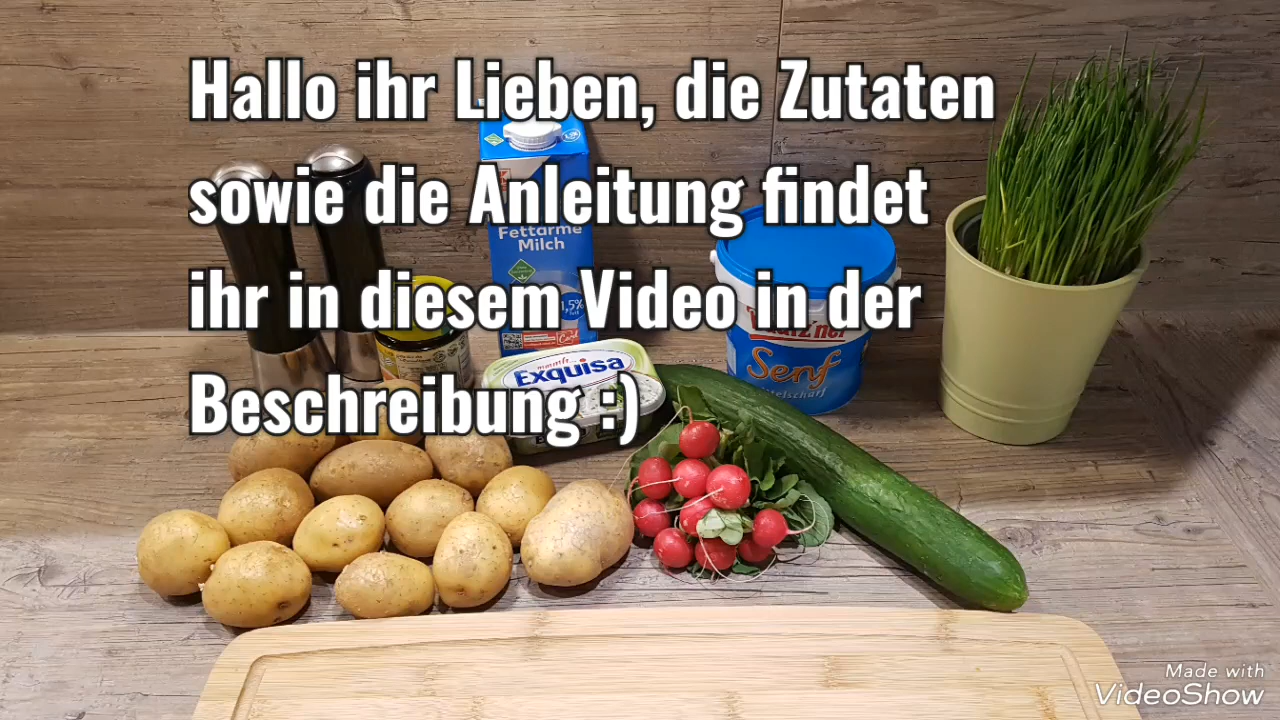 Hallo ihr Lieben, die Zutaten
sowie die Anleitung findet
ihr in diesem Video in der
Beschreibung :)
Fettarme
Milch
1,5%
Exquisa
Senf
Made with
VideoShow